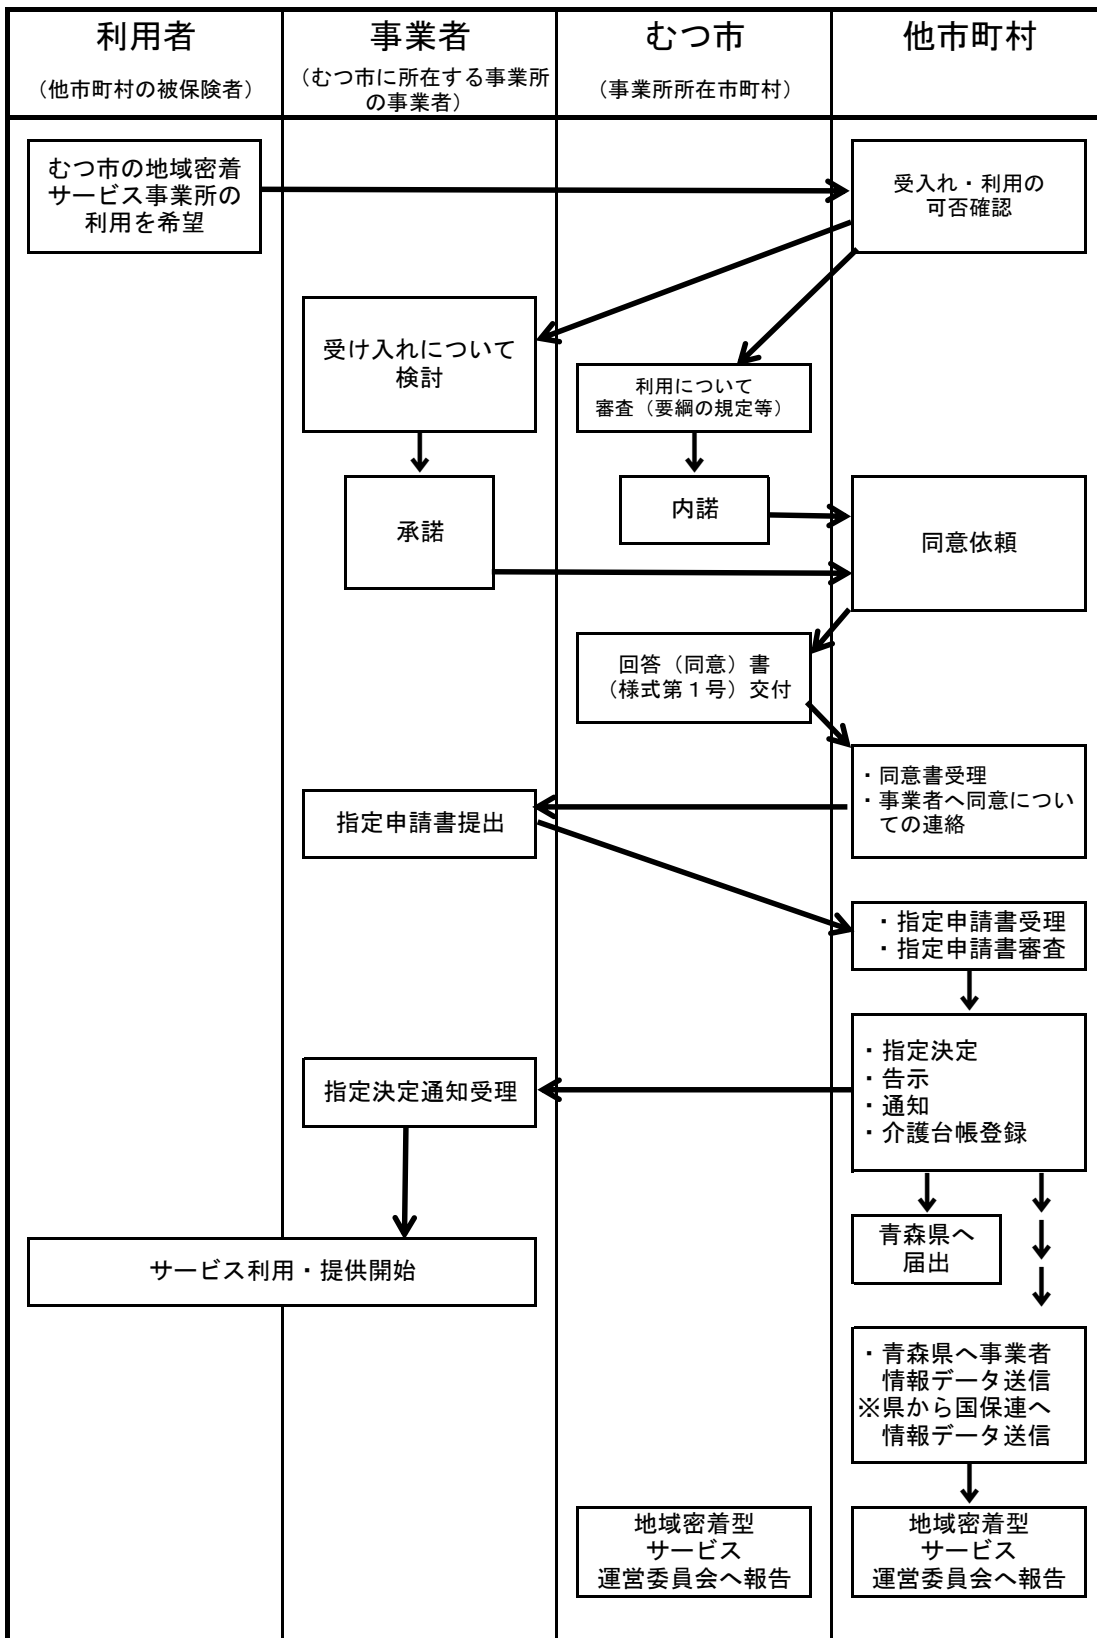 利用者
（他市町村の被保険者）
事業者
（むつ市に所在する事業所
の事業者）
むつ市
（事業所所在市町村）
他市町村
むつ市の地域密着
サービス事業所の
利用を希望
受入れ・利用の
可否確認
受け入れについて
検討
利用について
審査（要綱の規定等）
承諾
内諾
同意依頼
回答（同意）書
（様式第１号）交付
・同意書受理
・事業者へ同意につい
ての連絡
指定申請書提出
・指定申請書受理
・指定申請書審査
・指定決定
・告示
・通知
・介護台帳登録
指定決定通知受理
青森県へ
届出
サービス利用・提供開始
・青森県へ事業者
情報データ送信
※県から国保連へ
情報データ送信
地域密着型
サービス
運営委員会へ報告
地域密着型
サービス
運営委員会へ報告